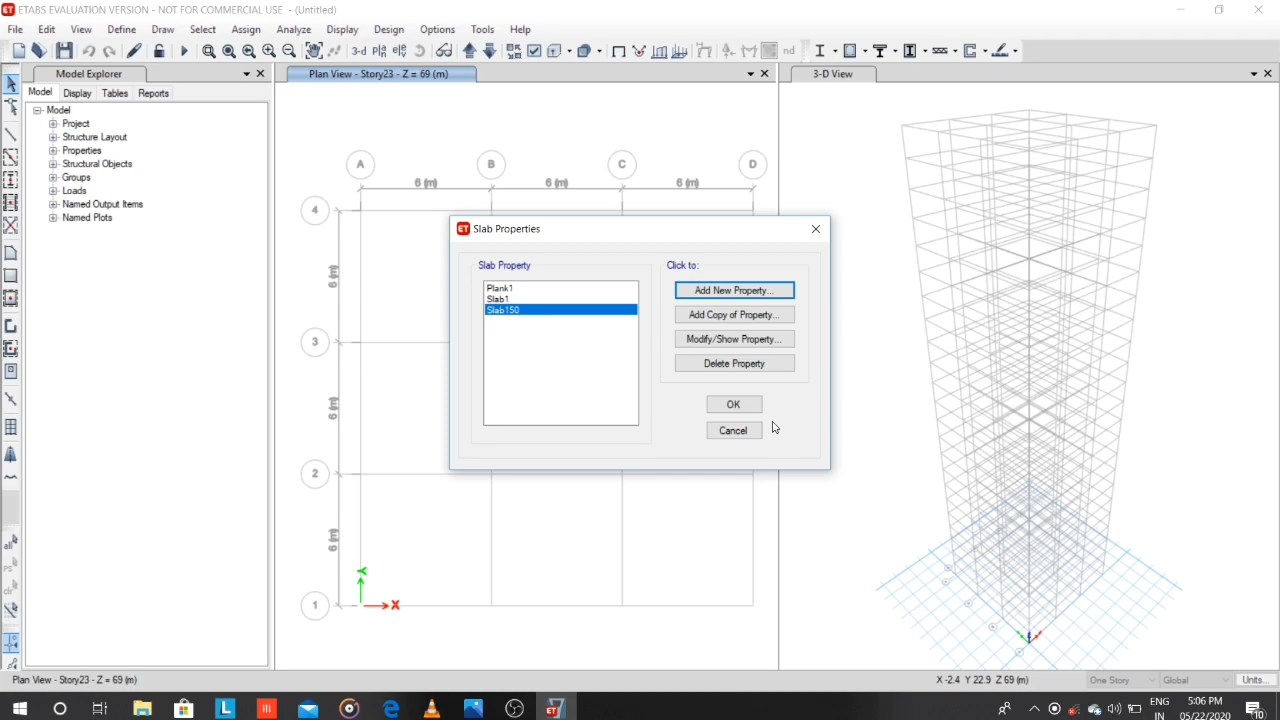 ETABS EVALUATION VERSION - NOT FOR COMMERCIAL USE - (Untitled)
File Edit View Define Draw Select Assign Analyze Display Design Options Tools Help
3-d nd
Model Explorer
Plan View - Story23 - Z = 69 (m)
3-D View
Model Display Tables Reports
Model
Project
Structure Layout
Properties
Structural Objects
Groups
Loads
Named Output Items
Named Plots
A B C D
6 (m) 6 (m) 6 (m)
4
6 (m)
3
6 (m)
2
6 (m)
1
Y
X
Slab Properties
Slab Property
Plank1
Slab1
Slab150
Click to:
Add New Property...
Add Copy of Property...
Modify/Show Property...
Delete Property
OK
Cancel
all
Plan View - Story23 - Z = 69 (m)
X -2.4 Y 22.9 Z 69 (m)
One Story
Global
Units...
ENG
IN
5:06 PM
05/22/2020
10